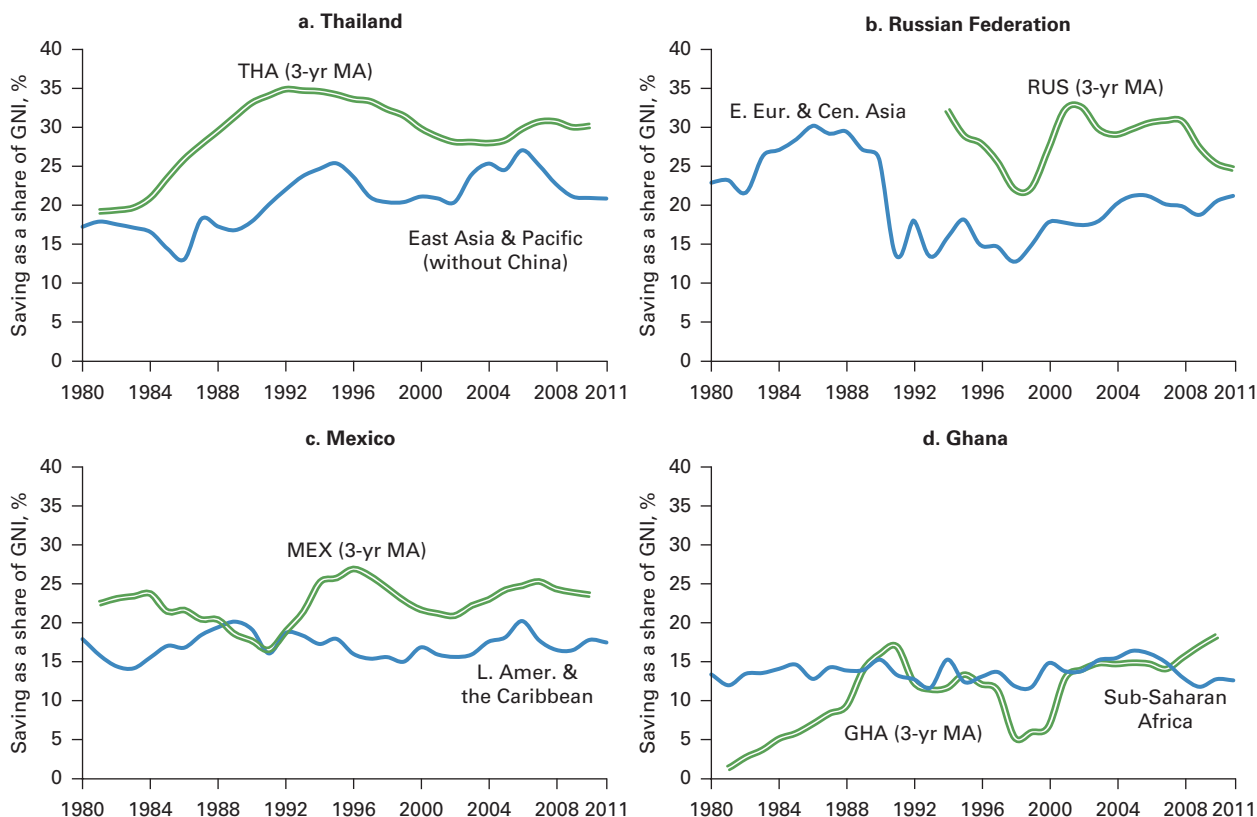 a. Thailand
Saving as a share of GNI, %
40
35
30
25
20
15
10
5
0
THA (3-yr MA)
East Asia & Pacific
(without China)
1980 1984 1988 1992 1996 2000 2004 2008 2011
b. Russian Federation
Saving as a share of GNI, %
40
35
30
25
20
15
10
5
0
E. Eur. & Cen. Asia
RUS (3-yr MA)
1980 1984 1988 1992 1996 2000 2004 2008 2011
c. Mexico
Saving as a share of GNI, %
40
35
30
25
20
15
10
5
0
MEX (3-yr MA)
L. Amer. &
the Caribbean
1980 1984 1988 1992 1996 2000 2004 2008 2011
d. Ghana
Saving as a share of GNI, %
40
35
30
25
20
15
10
5
0
GHA (3-yr MA)
Sub-Saharan
Africa
1980 1984 1988 1992 1996 2000 2004 2008 2011